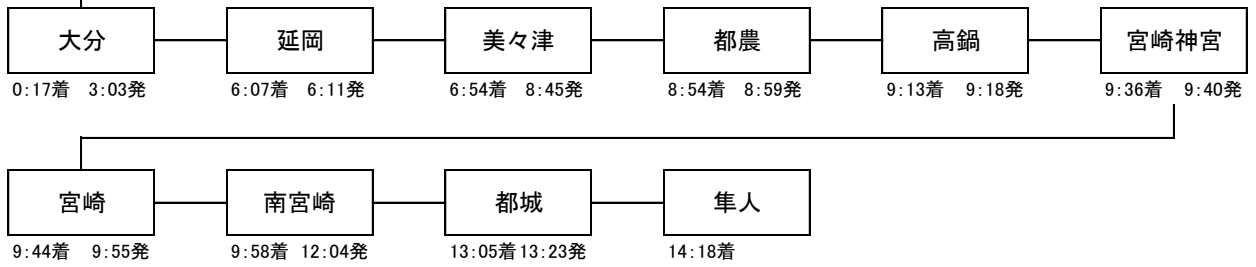 大分 延岡 美々津 都農 高鍋 宮崎神宮
0:17着 3:03発 6:07着 6:11発 6:54着 8:45発 8:54着 8:59発 9:13着 9:18発 9:36着 9:40発
宮崎 南宮崎 都城 隼人
9:44着 9:55発 9:58着 12:04発 13:05着 13:23発 14:18着